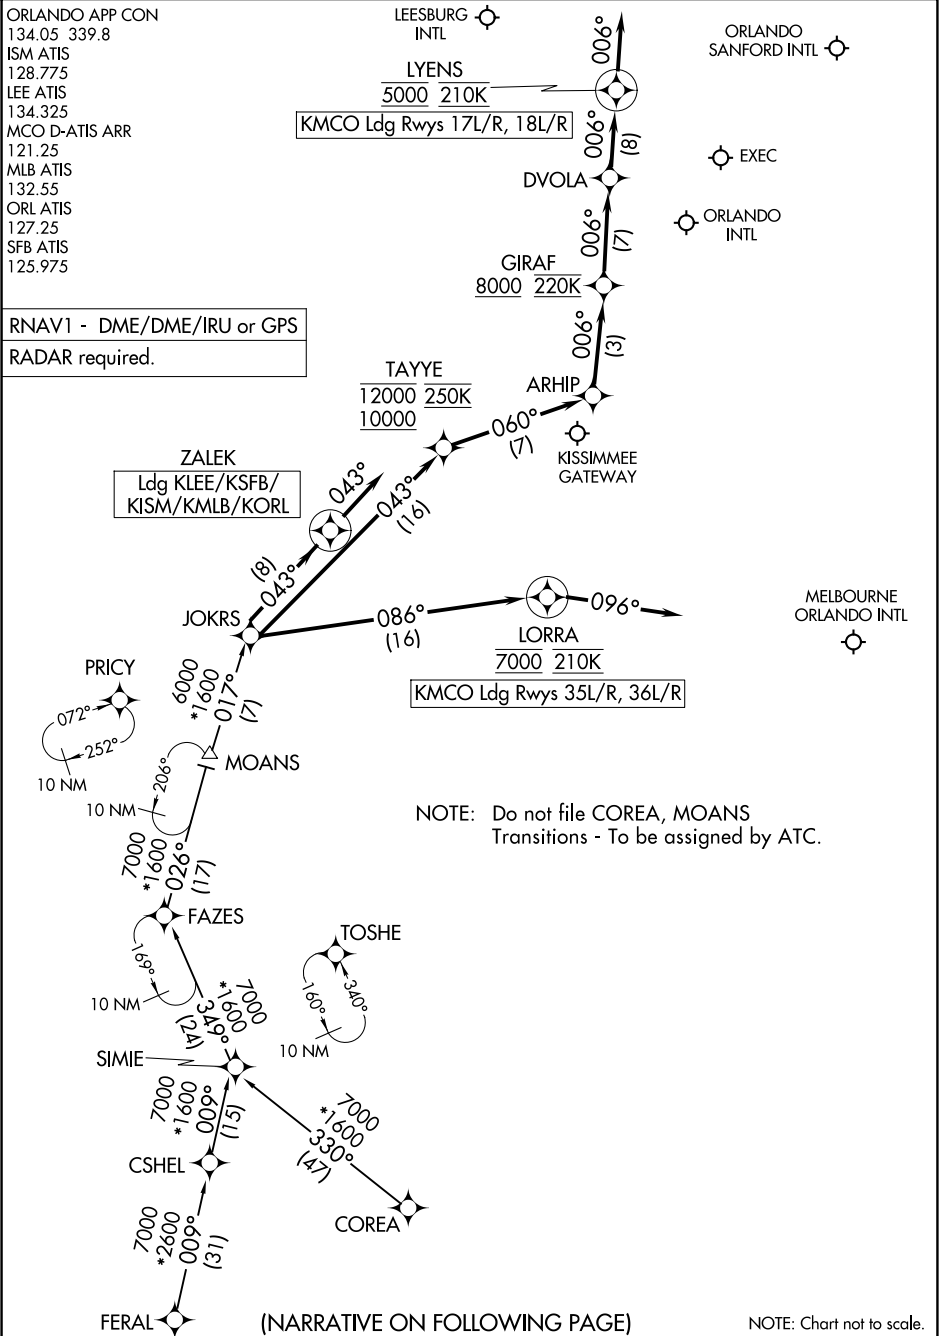 ORLANDO APP CON
134.05 339.8
ISM ATIS
128.775
LEE ATIS
134.325
MCO D-ATIS ARR
121.25
MLB ATIS
132.55
ORL ATIS
127.25
SFB ATIS
125.975
RNAV1 - DME/DME/IRU or GPS
RADAR required.
LEESBURG
INTL
ORLANDO
SANFORD INTL
006°
LYENS
5000 210K
KMCO Ldg Rwys 17L/R, 18L/R
006°
(8)
EXEC
DVOLA
ORLANDO
INTL
006°
(7)
GIRAF
8000 220K
006°
(3)
TAYYE
12000 250K
10000
ARHIP
060°
(7)
KISSIMMEE
GATEWAY
ZALEK
Ldg KLEE/KSFB/
KISM/KMLB/KORL
043°
043°
(16)
(8)
043°
JOKRS
086°
(16)
096°
LORRA
7000 210K
KMCO Ldg Rwys 35L/R, 36L/R
MELBOURNE
ORLANDO INTL
PRICY
072°
252°
10 NM
6000
*1600
017°
(7)
MOANS
206°
10 NM
NOTE: Do not file COREA, MOANS
Transitions - To be assigned by ATC.
7000
*1600
026°
(17)
FAZES
169°
10 NM
TOSHE
160°
340°
10 NM
7000
*1600
349°
(24)
SIMIE
7000
*1600
009°
(15)
7000
*1600
330°
(47)
CSHEL
COREA
7000
*2600
009°
(31)
FERAL
(NARRATIVE ON FOLLOWING PAGE)
NOTE: Chart not to scale.